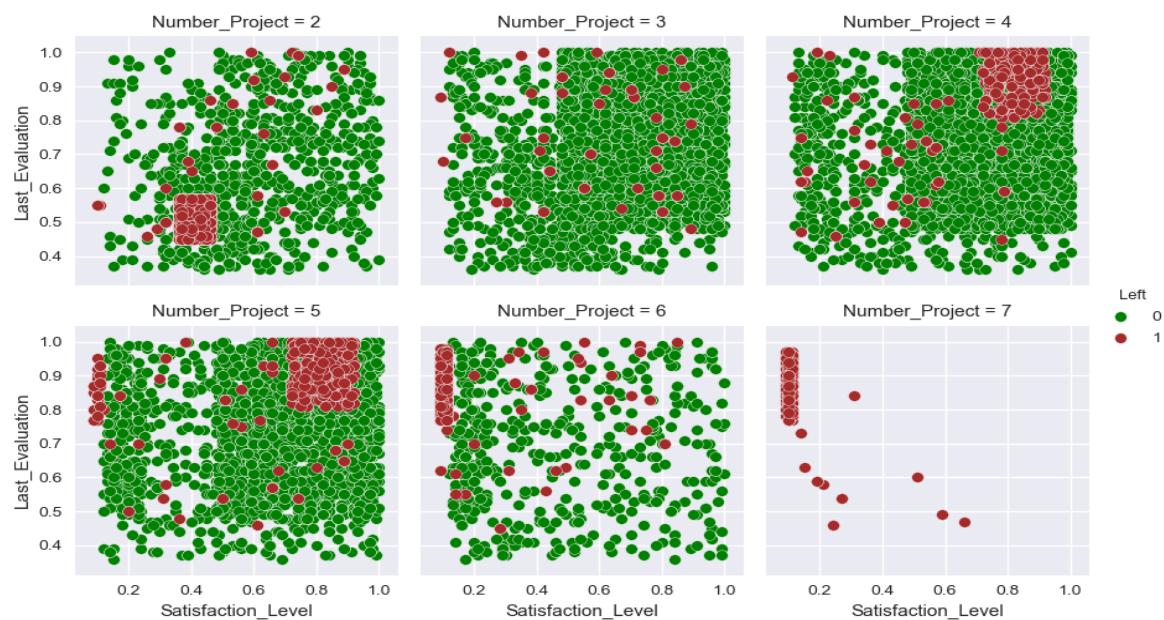 Number_Project = 2
Number_Project = 3
Number_Project = 4
1.0
0.9
0.8
0.7
0.6
0.5
0.4
Last_Evaluation
Left
0
1
Number_Project = 5
Number_Project = 6
Number_Project = 7
1.0
0.9
0.8
0.7
0.6
0.5
0.4
Last_Evaluation
0.2 0.4 0.6 0.8 1.0
0.2 0.4 0.6 0.8 1.0
0.2 0.4 0.6 0.8 1.0
Satisfaction_Level
Satisfaction_Level
Satisfaction_Level